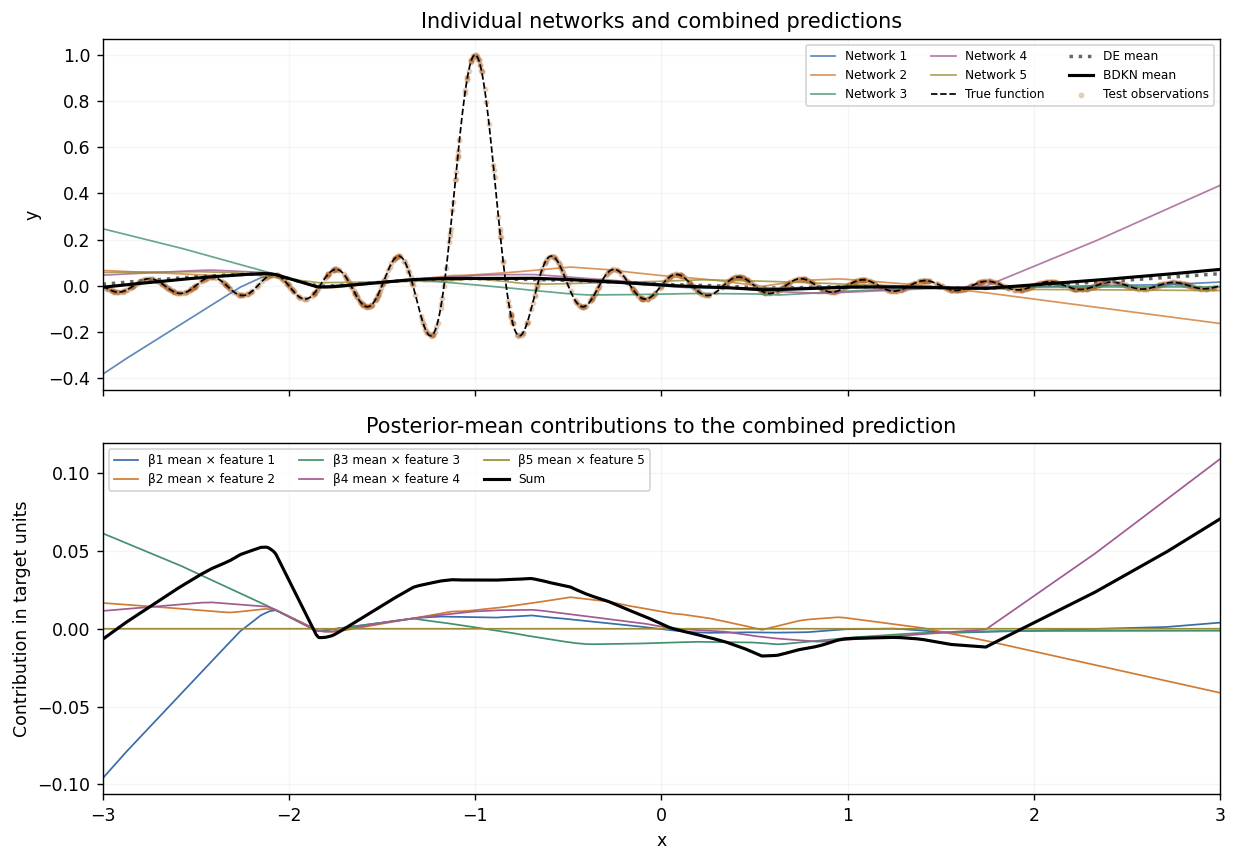 Individual networks and combined predictions
1.0
0.8
0.6
0.4
0.2
0.0
−0.2
−0.4
y
Network 1
Network 2
Network 3
Network 4
Network 5
True function
DE mean
BDKN mean
Test observations
Posterior-mean contributions to the combined prediction
0.10
0.05
0.00
−0.05
−0.10
Contribution in target units
β1 mean × feature 1
β2 mean × feature 2
β3 mean × feature 3
β4 mean × feature 4
β5 mean × feature 5
Sum
−3
−2
−1
0
1
2
3
x